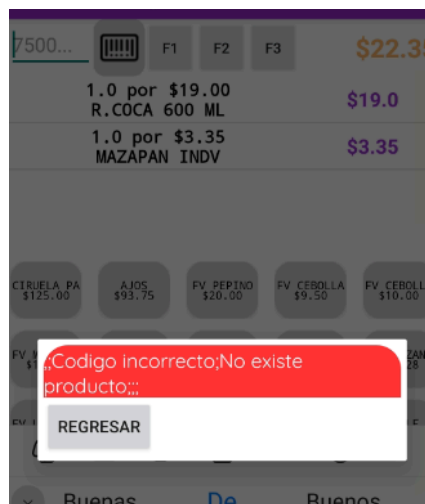 7500...
F1
F2
F3
$22.35
1.0 por $19.00
R.COCA 600 ML
$19.0
1.0 por $3.35
MAZAPAN INDV
$3.35
CIRUELA PA
$125.00
AJOS
$93.75
FV PEPINO
$20.00
FV CEBOLLA
$9.50
FV CEBOLL
$10.00
;;Codigo incorrecto;No existe
producto;;;
REGRESAR
Buenas
De
Buenos